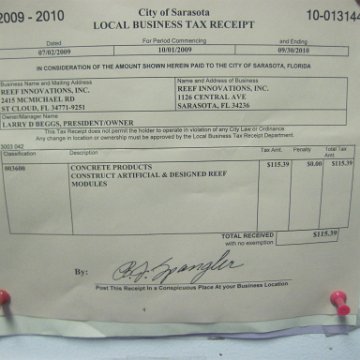 2009 - 2010 City of Sarasota 10-013144
LOCAL BUSINESS TAX RECEIPT
Dated For Period Commencing and Ending
07/02/2009 10/01/2009 09/30/2010
IN CONSIDERATION OF THE AMOUNT SHOWN HEREIN PAID TO THE CITY OF SARASOTA, FLORIDA
Business Name and Mailing Address Name and Address of Business
REEF INNOVATIONS, INC. REEF INNOVATIONS, INC.
2415 MCMICHAEL RD 1126 CENTRAL AVE
ST CLOUD, FL 34771-9251 SARASOTA, FL 34236
Owner/Manager Name
LARRY D BEGGS, PRESIDENT/OWNER
This Tax Receipt does not permit the holder to operate in violation of any City Law or Ordinance
Any change in location or ownership must be approved by the Local Business Tax Receipt Department.
3003 042
Classification Description Tax Amt. Penalty Total Tax Amt
003600 CONCRETE PRODUCTS $115.39 $0.00 $115.39
CONSTRUCT ARTIFICIAL & DESIGNED REEF
MODULES
TOTAL RECEIVED $115.39
with no exemption
By: B.J. Spangler
Post This Receipt in a Conspicuous Place At your Business Location